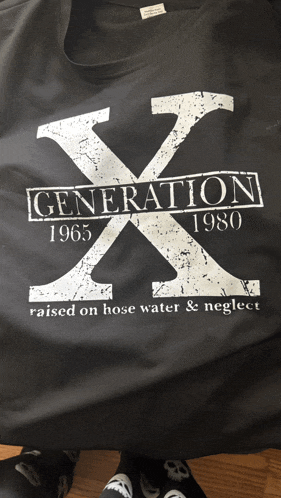 X
GENERATION
1965 1980
raised on hose water & neglect